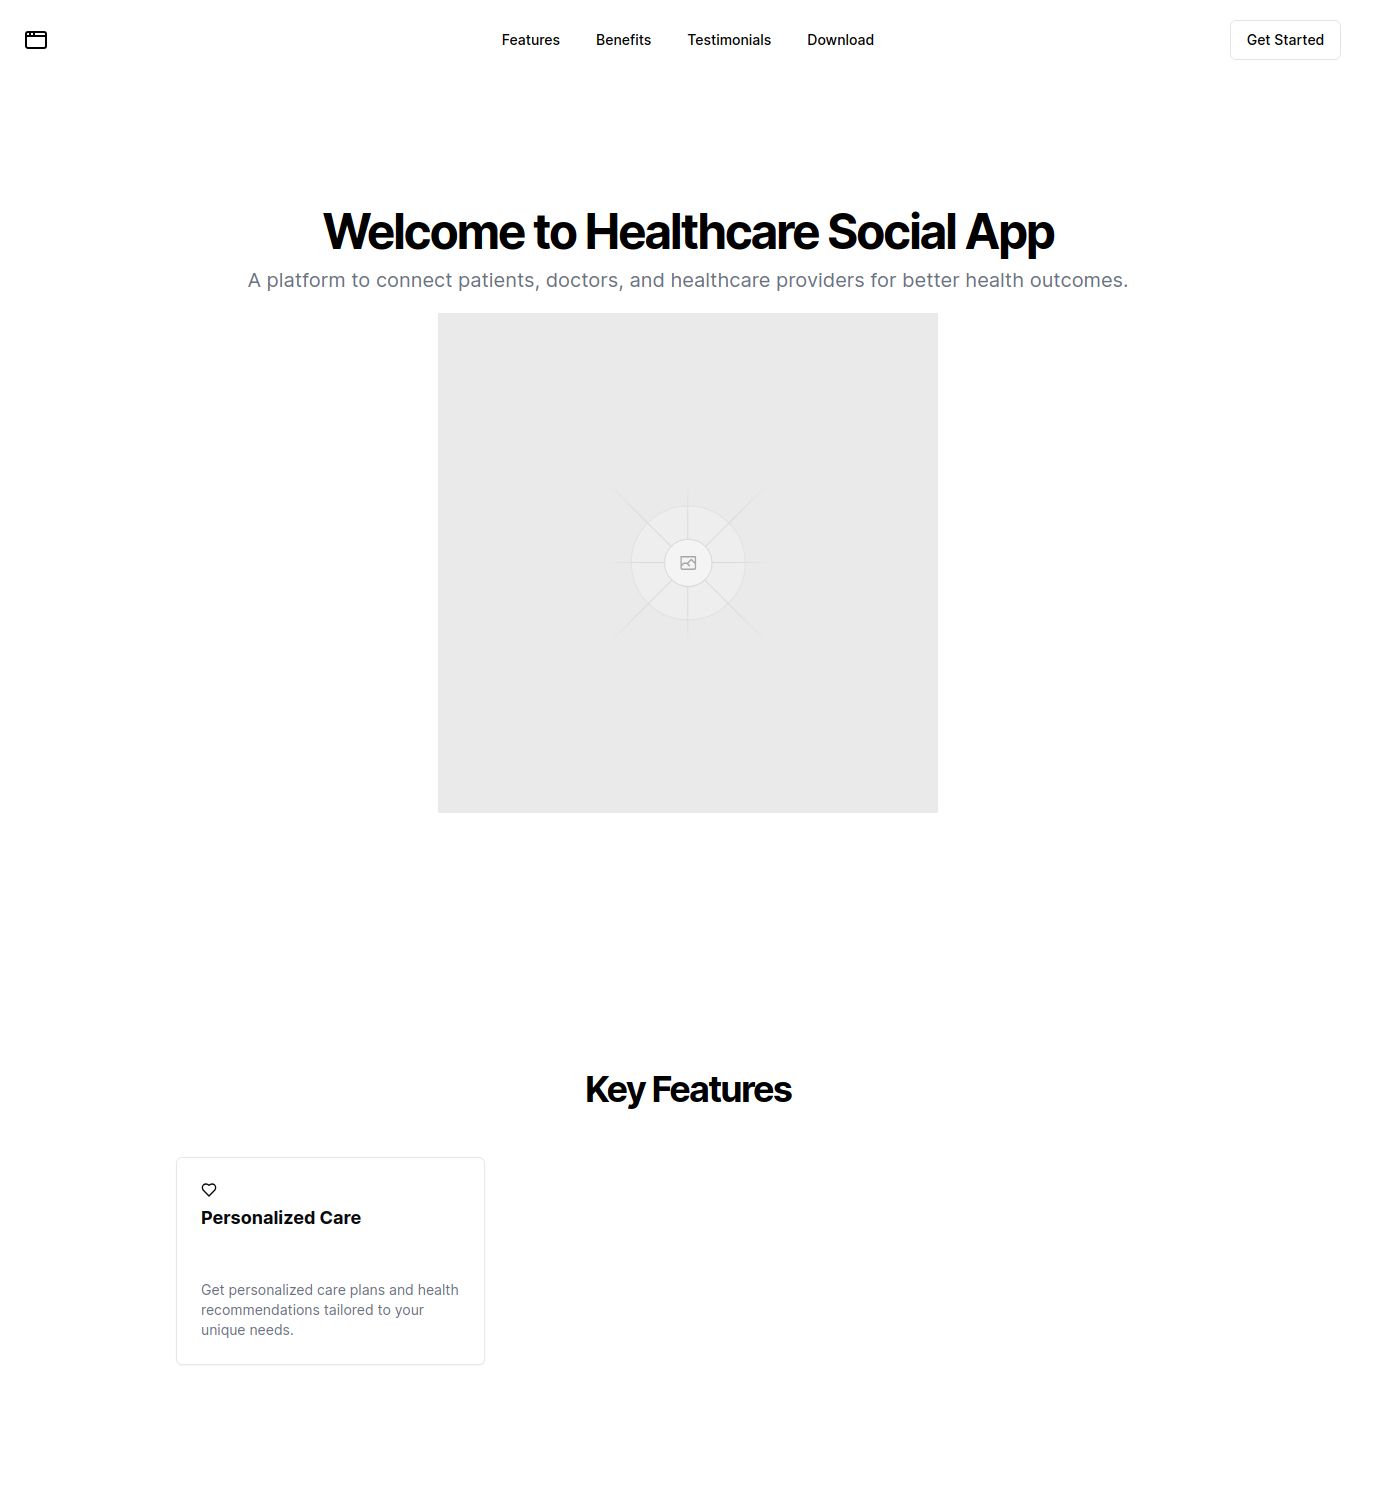 Features Benefits Testimonials Download Get Started
Welcome to Healthcare Social App
A platform to connect patients, doctors, and healthcare providers for better health outcomes.
Key Features
Personalized Care
Get personalized care plans and health
recommendations tailored to your
unique needs.